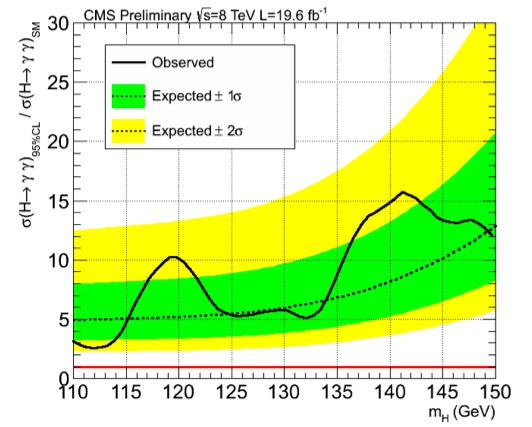 CMS Preliminary √s=8 TeV L=19.6 fb⁻¹
σ(H→γγ)95%CL / σ(H→γγ)SM
30
25
20
15
10
5
0
Observed
Expected ± 1σ
Expected ± 2σ
110 115 120 125 130 135 140 145 150
mH (GeV)